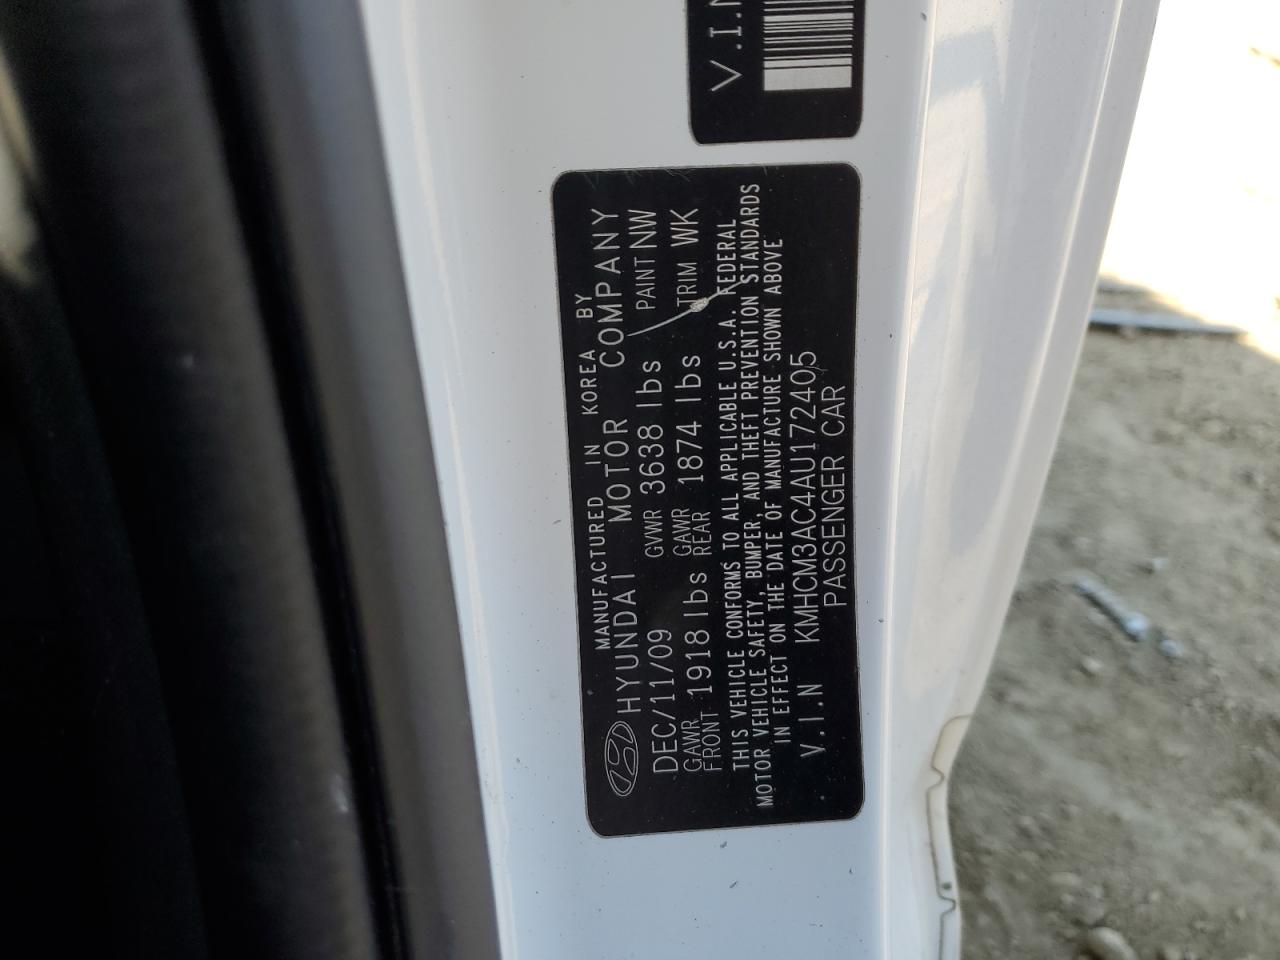 V.I.N
MANUFACTURED IN KOREA BY
HYUNDAI MOTOR COMPANY
DEC/11/09 GVWR 3638 lbs PAINT NW
GAWR FRONT 1918 lbs GAWR REAR 1874 lbs TRIM WK
THIS VEHICLE CONFORMS TO ALL APPLICABLE U.S.A. FEDERAL
MOTOR VEHICLE SAFETY, BUMPER, AND THEFT PREVENTION STANDARDS
IN EFFECT ON THE DATE OF MANUFACTURE SHOWN ABOVE
V.I.N KMHCM3AC4AU172405
PASSENGER CAR